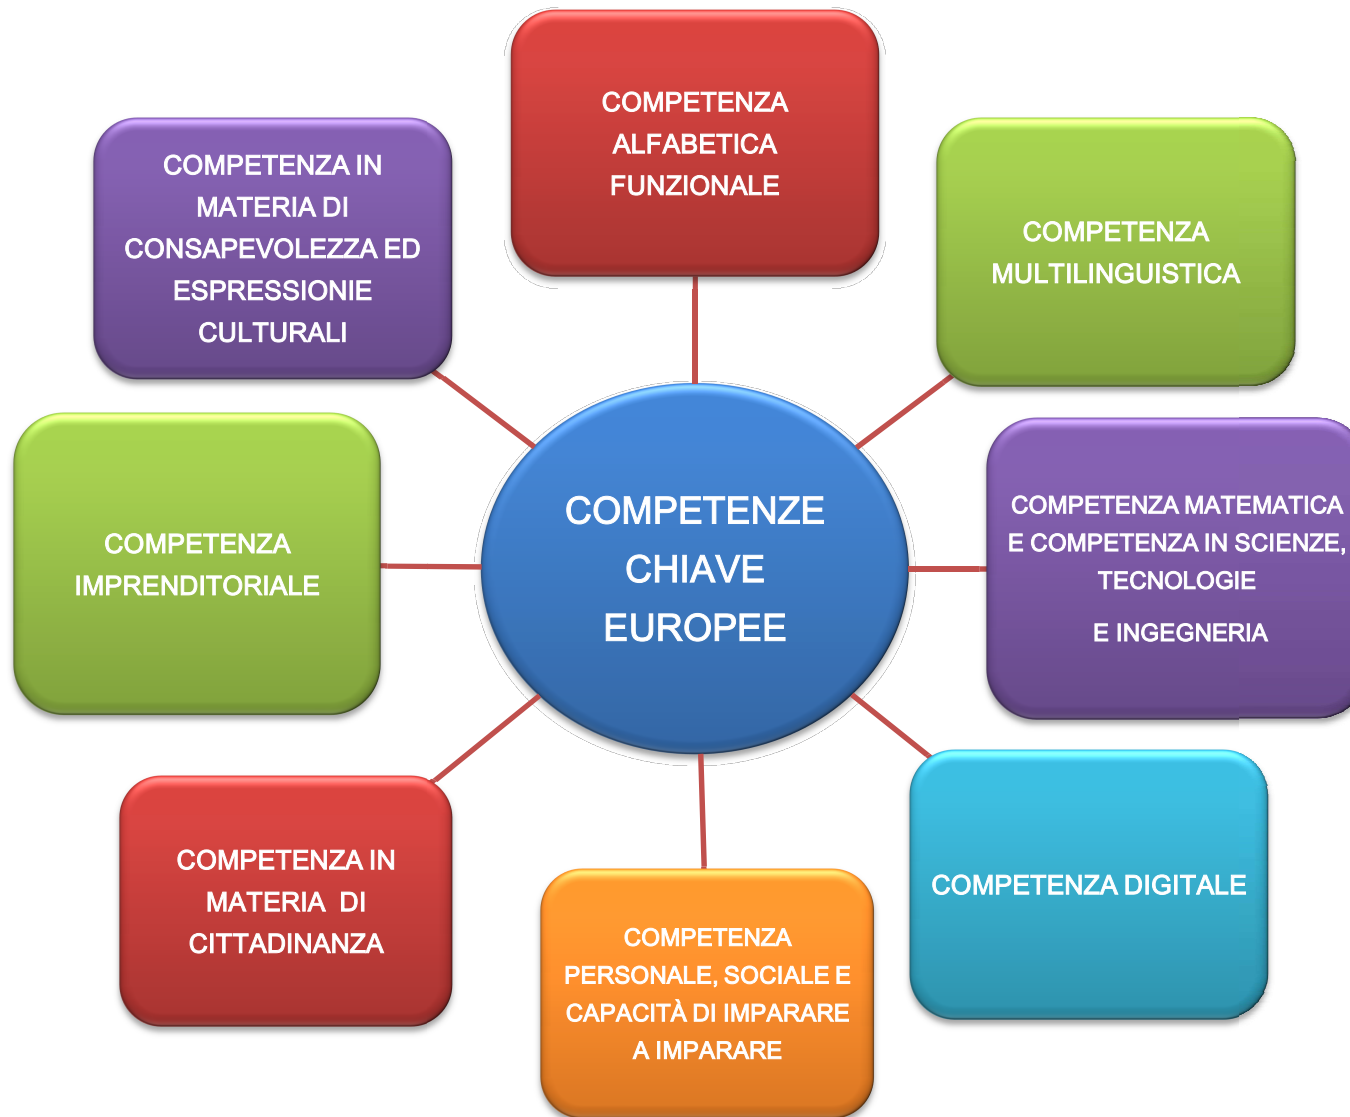 COMPETENZA
ALFABETICA
FUNZIONALE
COMPETENZA IN
MATERIA DI
CONSAPEVOLEZZA ED
ESPRESSIONIE
CULTURALI
COMPETENZA
MULTILINGUISTICA
COMPETENZE
CHIAVE
EUROPEE
COMPETENZA MATEMATICA
E COMPETENZA IN SCIENZE,
TECNOLOGIE
E INGEGNERIA
COMPETENZA
IMPRENDITORIALE
COMPETENZA IN
MATERIA DI
CITTADINANZA
COMPETENZA
PERSONALE, SOCIALE E
CAPACITÀ DI IMPARARE
A IMPARARE
COMPETENZA DIGITALE